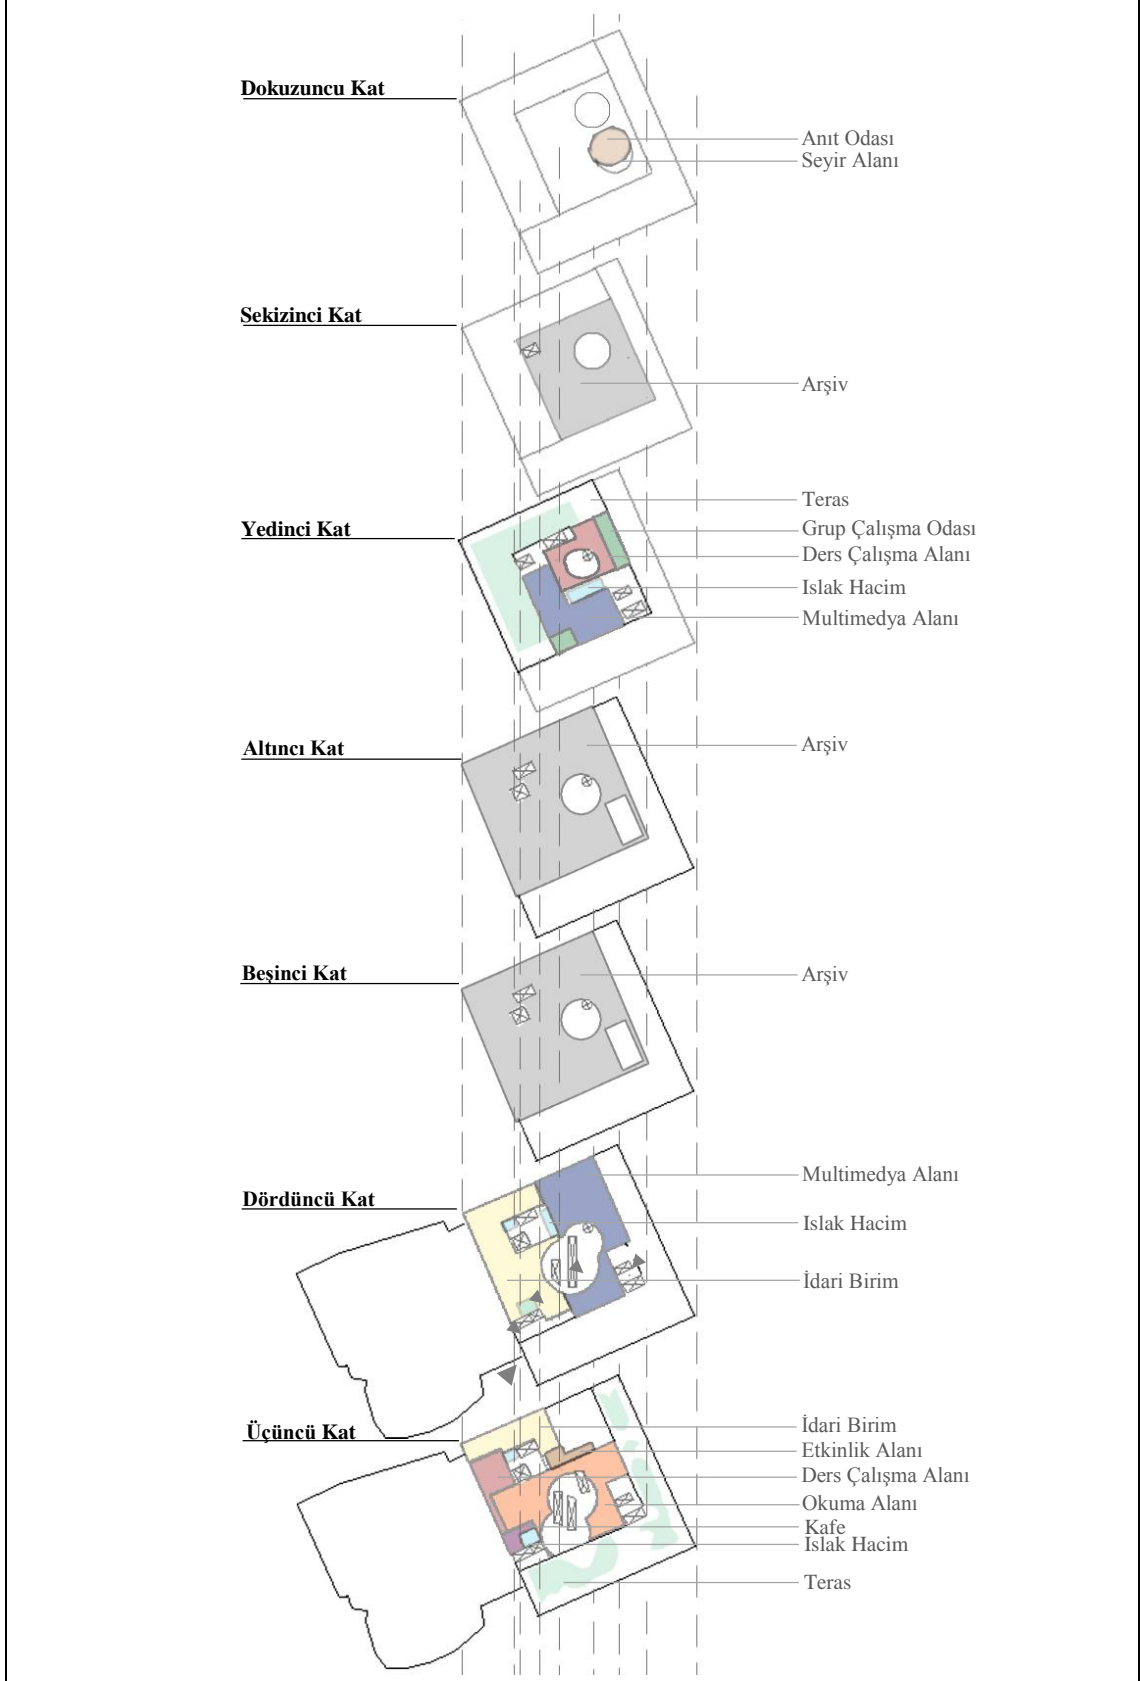 Dokuzuncu Kat
Anıt Odası
Seyir Alanı
Sekizinci Kat
Arşiv
Teras
Yedinci Kat
Grup Çalışma Odası
Ders Çalışma Alanı
Islak Hacim
Multimedya Alanı
Altıncı Kat
Arşiv
Beşinci Kat
Arşiv
Multimedya Alanı
Dördüncü Kat
Islak Hacim
İdari Birim
Üçüncü Kat
İdari Birim
Etkinlik Alanı
Ders Çalışma Alanı
Okuma Alanı
Kafe
Islak Hacim
Teras